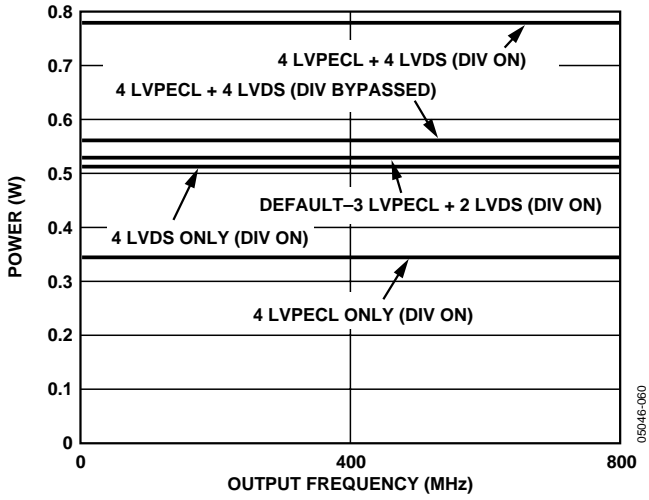 0.8
0.7
0.6
0.5
0.4
0.3
0.2
0.1
0
POWER (W)
4 LVPECL + 4 LVDS (DIV ON)
4 LVPECL + 4 LVDS (DIV BYPASSED)
DEFAULT–3 LVPECL + 2 LVDS (DIV ON)
4 LVDS ONLY (DIV ON)
4 LVPECL ONLY (DIV ON)
0
400
800
OUTPUT FREQUENCY (MHz)
05046-060